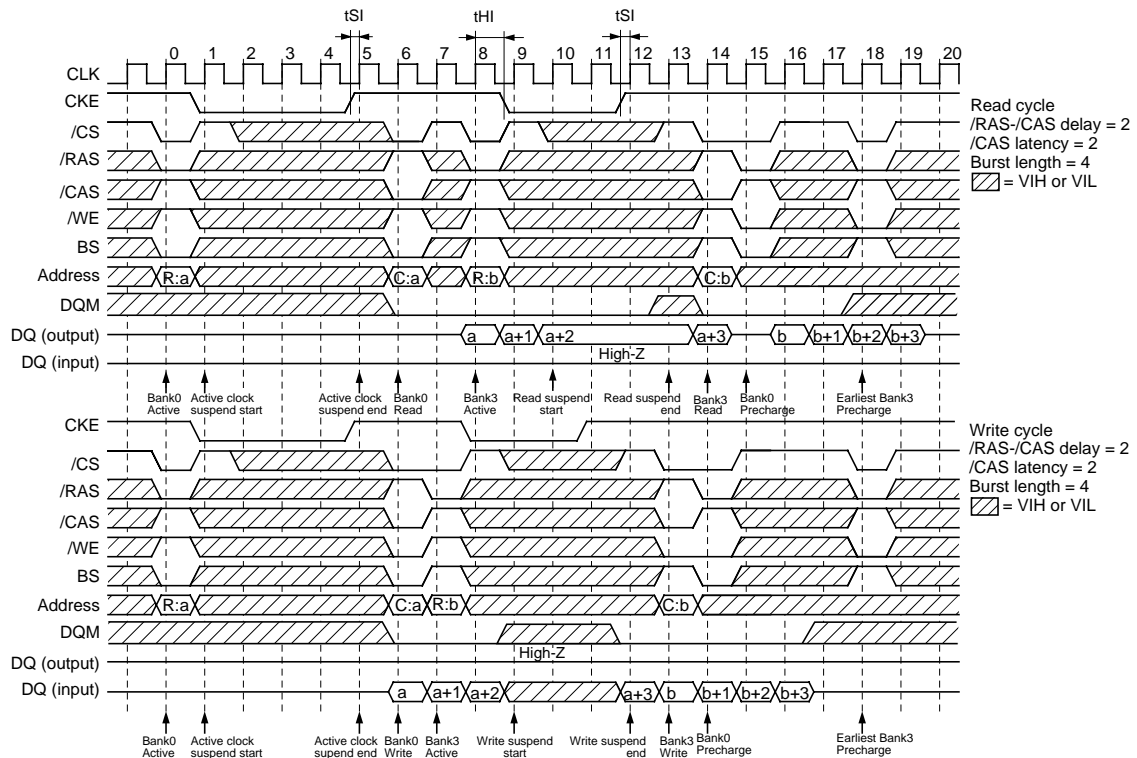 tSI tHI tSI
0 1 2 3 4 5 6 7 8 9 10 11 12 13 14 15 16 17 18 19 20
CLK
CKE
/CS
/RAS
/CAS
/WE
BS
Address R:a C:a R:b C:b
DQM
DQ (output) a a+1 a+2 a+3 b b+1 b+2 b+3
High-Z
DQ (input)
Bank0 Active
Active clock suspend start
Active clock suspend end
Bank0 Read
Bank3 Active
Read suspend start
Read suspend end
Bank3 Read
Bank0 Precharge
Earliest Bank3 Precharge
Read cycle
/RAS-/CAS delay = 2
/CAS latency = 2
Burst length = 4
= VIH or VIL
CKE
/CS
/RAS
/CAS
/WE
BS
Address R:a C:a R:b C:b
DQM
High-Z
DQ (output)
DQ (input) a a+1 a+2 a+3 b b+1 b+2 b+3
Bank0 Active
Active clock suspend start
Active clock supend end
Bank0 Write
Bank3 Active
Write suspend start
Write suspend end
Bank3 Write
Bank0 Precharge
Earliest Bank3 Precharge
Write cycle
/RAS-/CAS delay = 2
/CAS latency = 2
Burst length = 4
= VIH or VIL